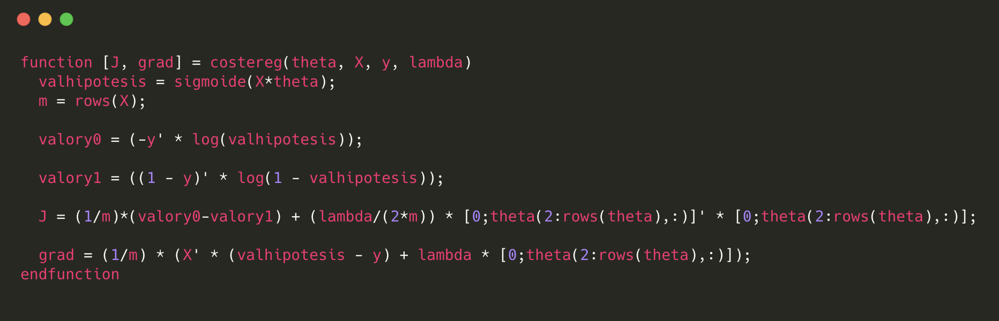 function [J, grad] = costereg(theta, X, y, lambda)
  valhipotesis = sigmoide(X*theta);
  m = rows(X);

  valory0 = (-y' * log(valhipotesis));

  valory1 = ((1 - y)' * log(1 - valhipotesis));

  J = (1/m)*(valory0-valory1) + (lambda/(2*m)) * [0;theta(2:rows(theta),:)]' * [0;theta(2:rows(theta),:)];

  grad = (1/m) * (X' * (valhipotesis - y) + lambda * [0;theta(2:rows(theta),:)]);
endfunction